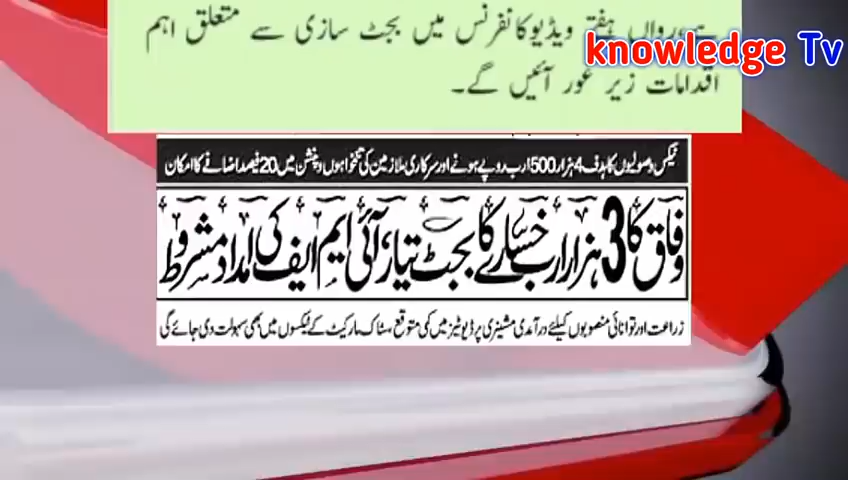 ہے،رواں ہفتے ویڈیو کانفرنس میں بجٹ سازی سے متعلق اہم
knowledge Tv
اقدامات زیر غور آئیں گے۔
ٹیکس وصولیوں کا ہدف 4 ہزار 500 ارب روپے ہونے اور سرکاری ملازمین کی تنخواہوں و پنشن میں 20 فیصد اضافے کا امکان
وفاق کا 3 ہزار ارب خسارے کا بجٹ تیار، آئی ایم ایف کی امداد مشروط
زراعت اور توانائی منصوبوں کیلئے درآمدی مشینری پر ڈیوٹیز میں کمی متوقع، سٹاک مارکیٹ کے ٹیکسوں میں بھی سہولت دی جائے گی